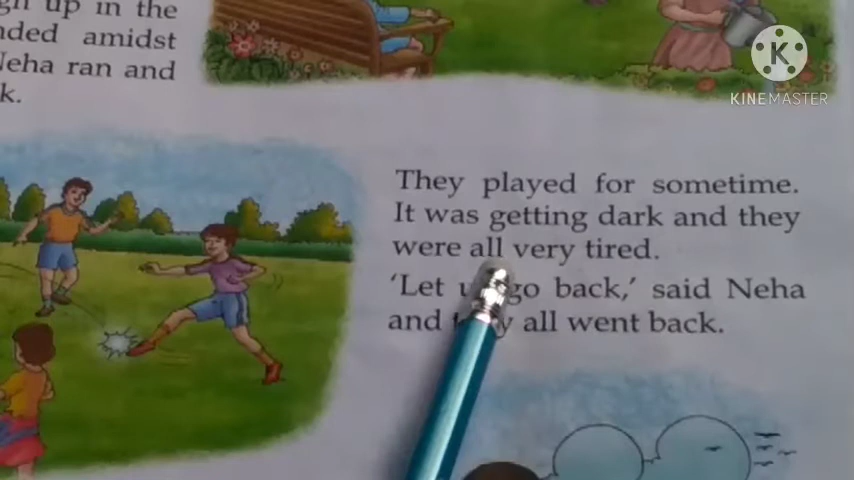 up in the
amidst
Neha ran and
k.
KINEMASTER
They played for sometime.
It was getting dark and they
were all very tired.
‘Let go back,’ said Neha
and all went back.